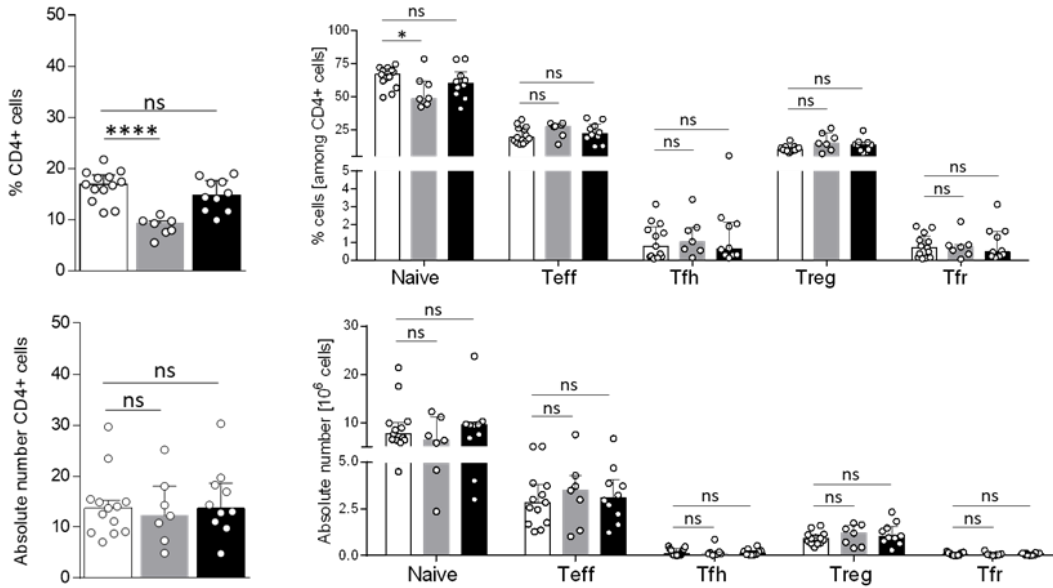 % CD4+ cells
50
40
30
20
10
0
ns
****
% cells [among CD4+ cells]
100
75
50
25
6
5
4
3
2
1
0
ns
*
ns
ns
ns
ns
ns
ns
ns
ns
Naive Teff Tfh Treg Tfr
Absolute number CD4+ cells
50
40
30
20
10
0
ns
ns
Absolute number [10⁶ cells]
30
20
10
5.0
2.5
0.0
ns
ns
ns
ns
ns
ns
ns
ns
ns
ns
Naive Teff Tfh Treg Tfr